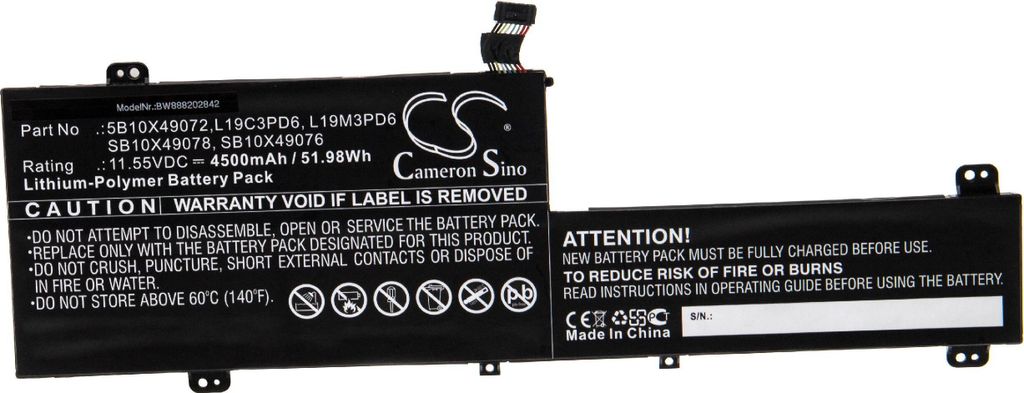 ModelNr.:BW888202842
Part No .:5B10X49072,L19C3PD6, L19M3PD6
SB10X49078, SB10X49076
Rating .:11.55VDC ⎓ 4500mAh / 51.98Wh
Lithium-Polymer Battery Pack
CS ®
Cameron Sino
CAUTION WARRANTY VOID IF LABEL IS REMOVED
•DO NOT ATTEMPT TO DISASSEMBLE, OPEN OR SERVICE THE BATTERY PACK.
•REPLACE ONLY WITH THE BATTERY PACK DESIGNATED FOR THIS PRODUCT.
•DO NOT CRUSH, PUNCTURE, SHORT EXTERNAL CONTACTS OR DISPOSE OF
IN FIRE OR WATER.
•DO NOT STORE ABOVE 60°C (140°F).
Pb
ATTENTION!
NEW BATTERY PACK MUST BE FULLY CHARGED BEFORE USE.
TO REDUCE RISK OF FIRE OR BURNS
READ INSTRUCTIONS IN OPERATING GUIDE BEFORE USING THE BATTERY.
CE
Made In China
S/N.: